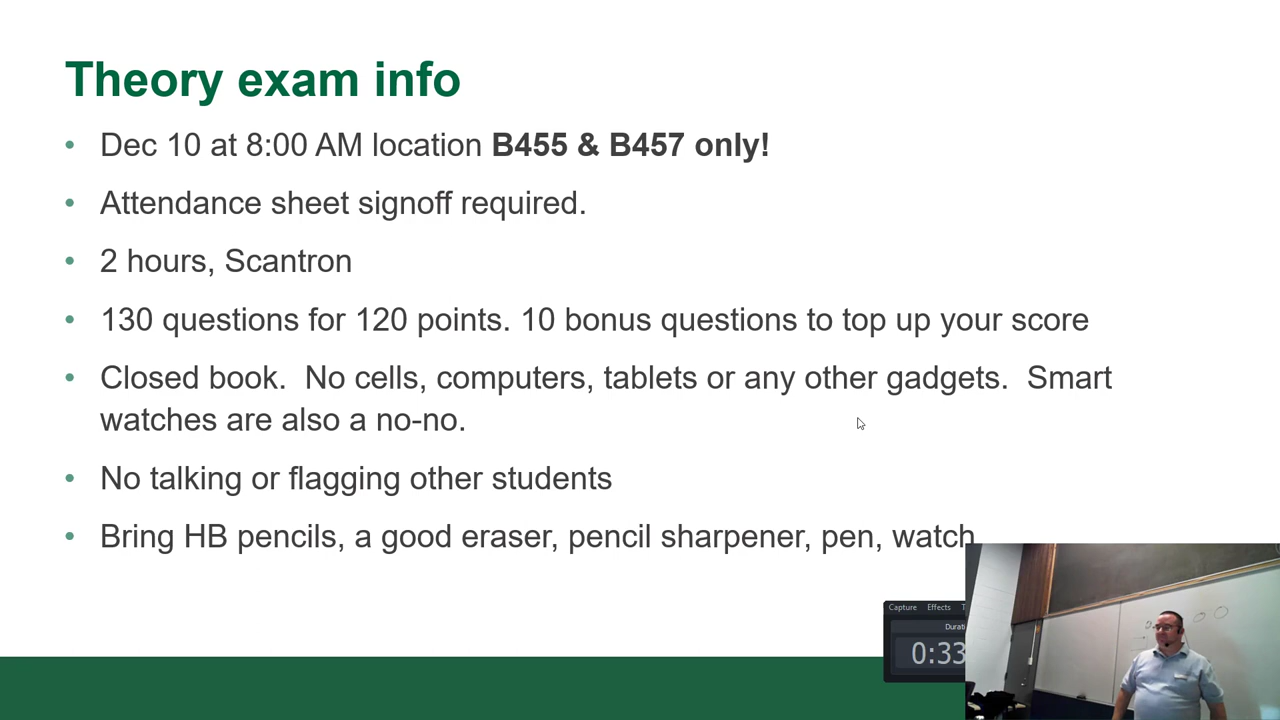 Theory exam info
• Dec 10 at 8:00 AM location B455 & B457 only!
• Attendance sheet signoff required.
• 2 hours, Scantron
• 130 questions for 120 points. 10 bonus questions to top up your score
• Closed book.  No cells, computers, tablets or any other gadgets.  Smart
watches are also a no-no.
• No talking or flagging other students
• Bring HB pencils, a good eraser, pencil sharpener, pen, watch
Capture Effects T
Durati
0:33